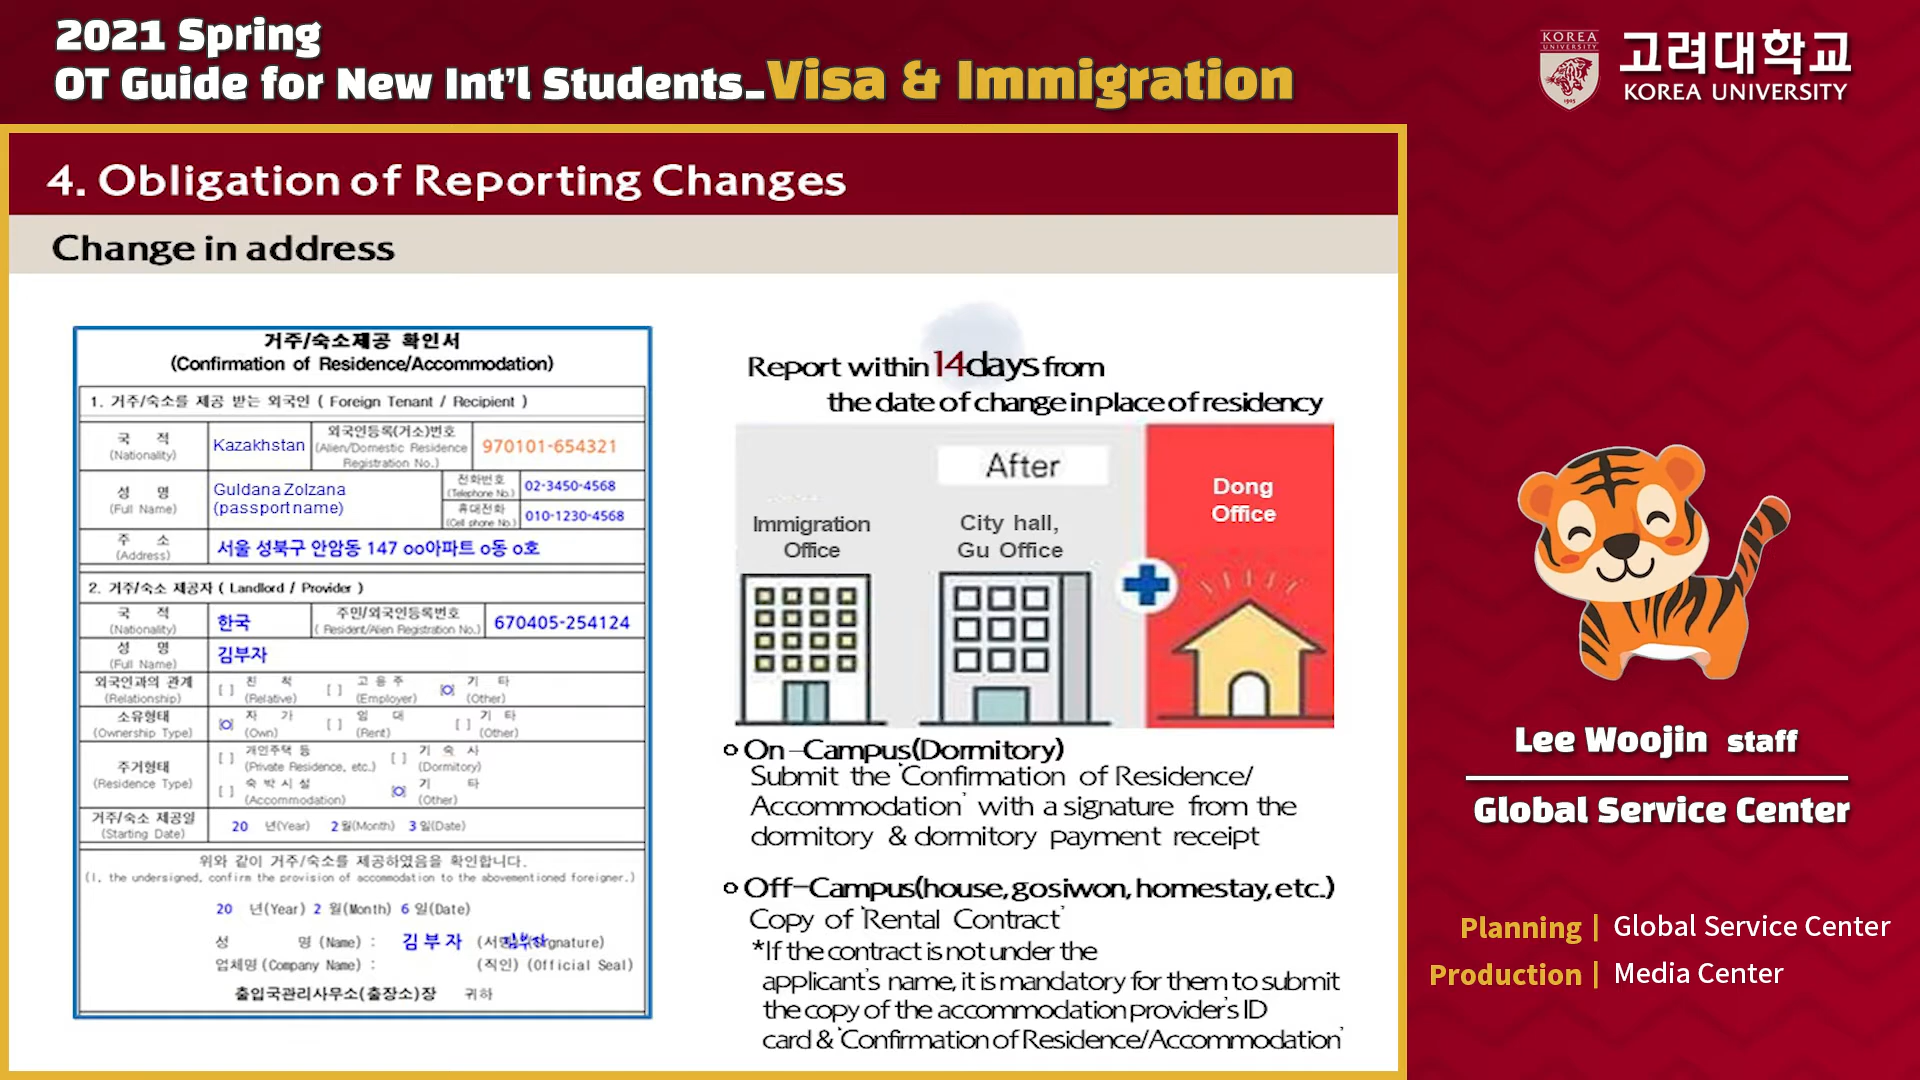 2021 Spring
OT Guide for New Int'l Students_Visa & Immigration
KOREA
UNIVERSITY
1905
고려대학교
KOREA UNIVERSITY
4. Obligation of Reporting Changes
Change in address
거주/숙소제공 확인서
(Confirmation of Residence/Accommodation)
1. 거주/숙소를 제공 받는 외국인 ( Foreign Tenant / Recipient )
국 적
(Nationality)
Kazakhstan
외국인등록(거소)번호
(Alien/Domestic Residence
Registration No.)
970101-654321
성 명
(Full Name)
Guldana Zolzana
(passport name)
전화번호
(Telephone No.)
02-3450-4568
휴대전화
(Cell phone No.)
010-1230-4568
주 소
(Address)
서울 성북구 안암동 147 oo아파트 o동 o호
2. 거주/숙소 제공자 ( Landlord / Provider )
국 적
(Nationality)
한국
주민/외국인등록번호
( Resident/Alien Registration No.)
670405-254124
성 명
(Full Name)
김부자
외국인과의 관계
(Relationship)
[ ] 친 척 [ ] 고 용 주 [O] 기 타
(Relative) (Employer) (Other)
소유형태
(Ownership Type)
[O] 자 가 [ ] 임 대 [ ] 기 타
(Own) (Rent) (Other)
주거형태
(Residence Type)
[ ] 개인주택 등 [ ] 기 숙 사
(Private Residence, etc.) (Dormitory)
[ ] 숙 박 시 설 [O] 기 타
(Accommodation) (Other)
거주/숙소 제공일
(Starting Date)
20 년(Year) 2 월(Month) 3 일(Date)
위와 같이 거주/숙소를 제공하였음을 확인합니다.
(I, the undersigned, confirm the provision of accomodation to the abovementioned foreigner.)
20 년(Year) 2 월(Month) 6 일(Date)
성 명 (Name) : 김 부 자
업체명 (Company Name) : (직인) (Official Seal)
출입국관리사무소(출장소)장 귀하
Report within 14days from
the date of change in place of residency
After
Immigration
Office
City hall,
Gu Office
Dong
Office
On-Campus(Dormitory)
Submit the 'Confirmation of Residence/
Accommodation' with a signature from the
dormitory & dormitory payment receipt
Off-Campus(house, gosiwon, homestay, etc.)
Copy of 'Rental Contract'
*If the contract is not under the
applicant's name, it is mandatory for them to submit
the copy of the accommodation provider's ID
card & 'Confirmation of Residence/Accommodation'
Lee Woojin staff
Global Service Center
Planning | Global Service Center
Production | Media Center